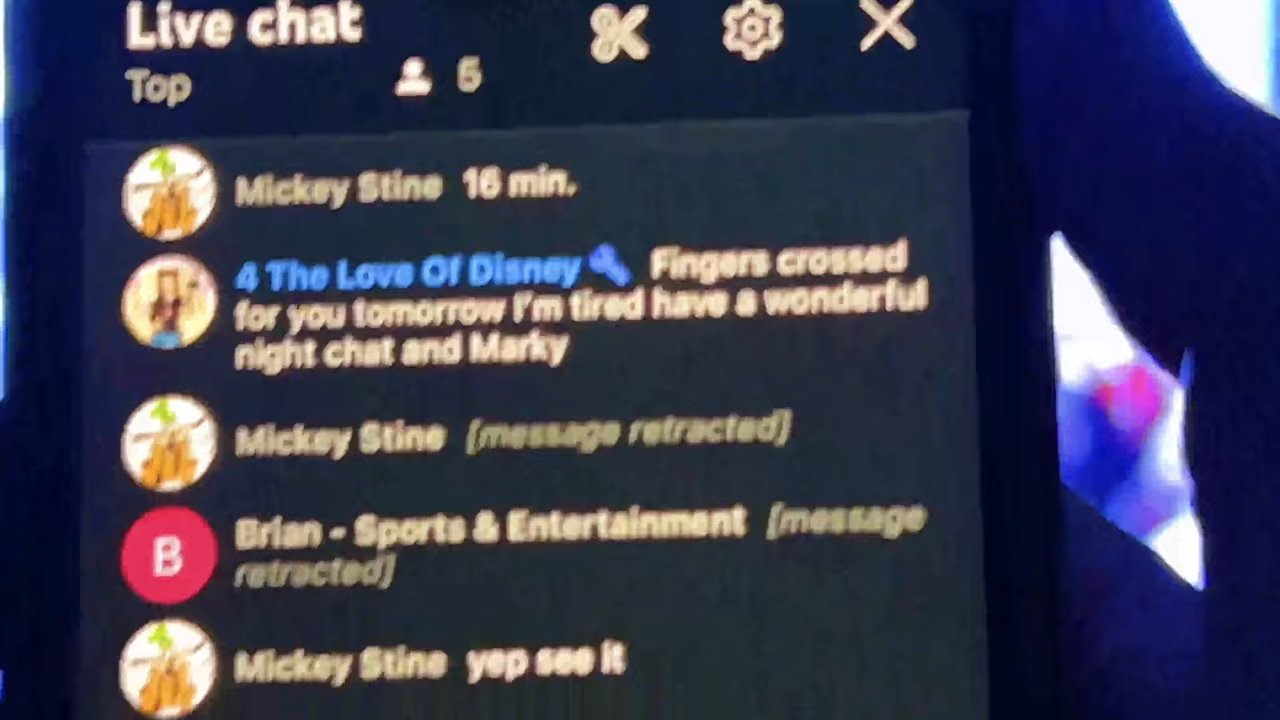 Live chat
Top 5
Mickey Stine 16 min.
4 The Love Of Disney Fingers crossed
for you tomorrow I'm tired have a wonderful
night chat and Marky
Mickey Stine [message retracted]
Brian - Sports & Entertainment [message
retracted]
B
Mickey Stine yep see it